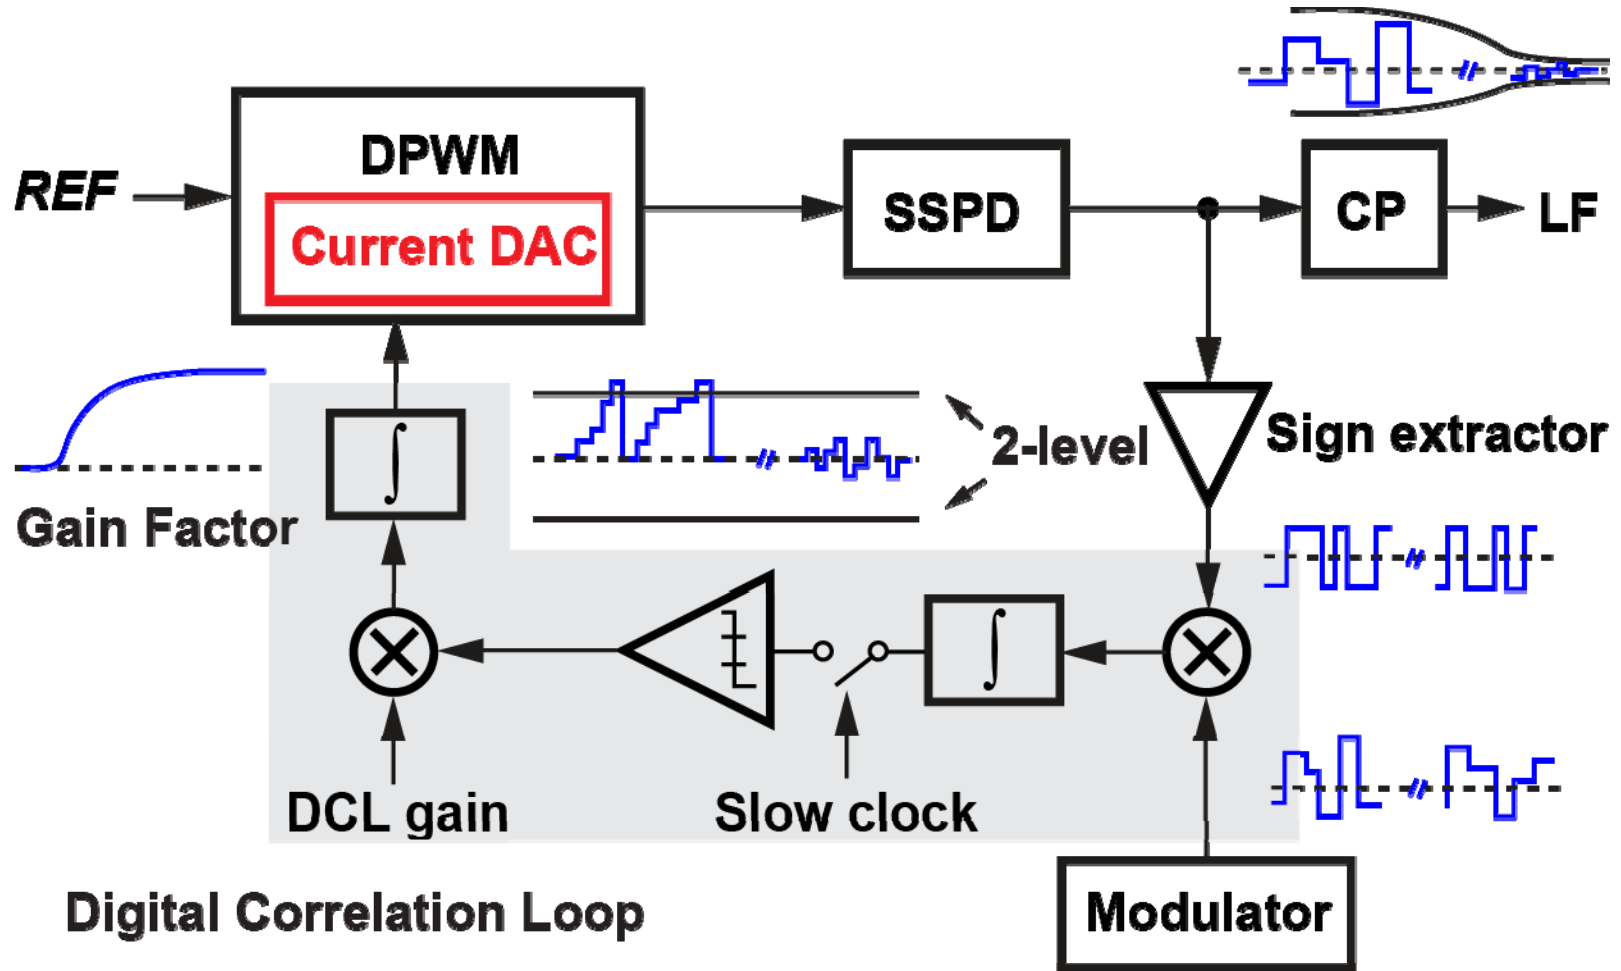 REF
DPWM
Current DAC
SSPD
CP
LF
Gain Factor
2-level
Sign extractor
DCL gain
Slow clock
Digital Correlation Loop
Modulator